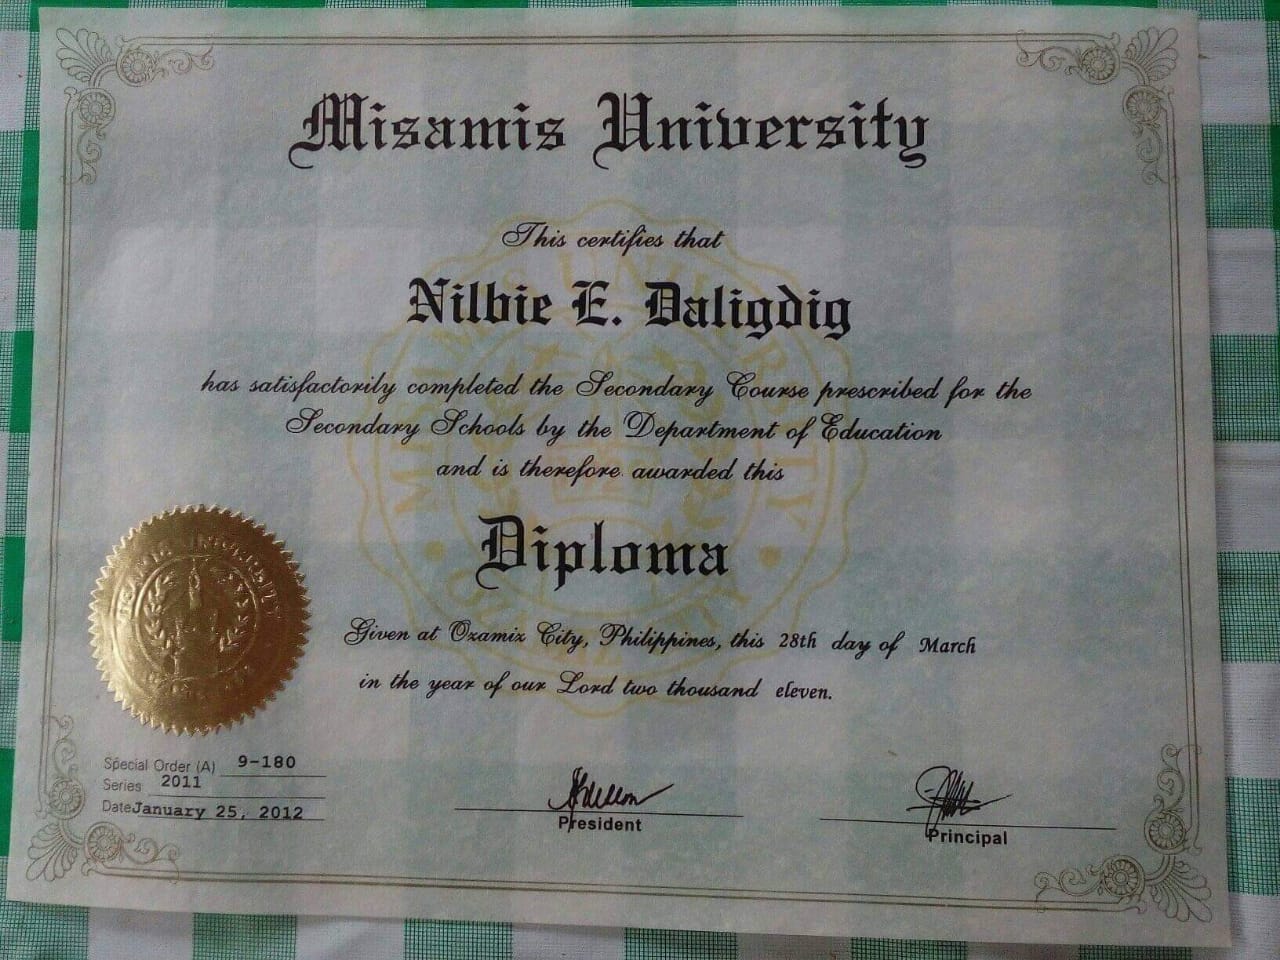 Misamis University
This certifies that
Nilbie E. Daligdig
has satisfactorily completed the Secondary Course prescribed for the
Secondary Schools by the Department of Education
and is therefore awarded this
Diploma
Given at Ozamiz City, Philippines, this 28th day of March
in the year of our Lord two thousand eleven.
MISAMIS UNIVERSITY
Special Order (A) 9-180
Series 2011
Date January 25, 2012
President
Principal